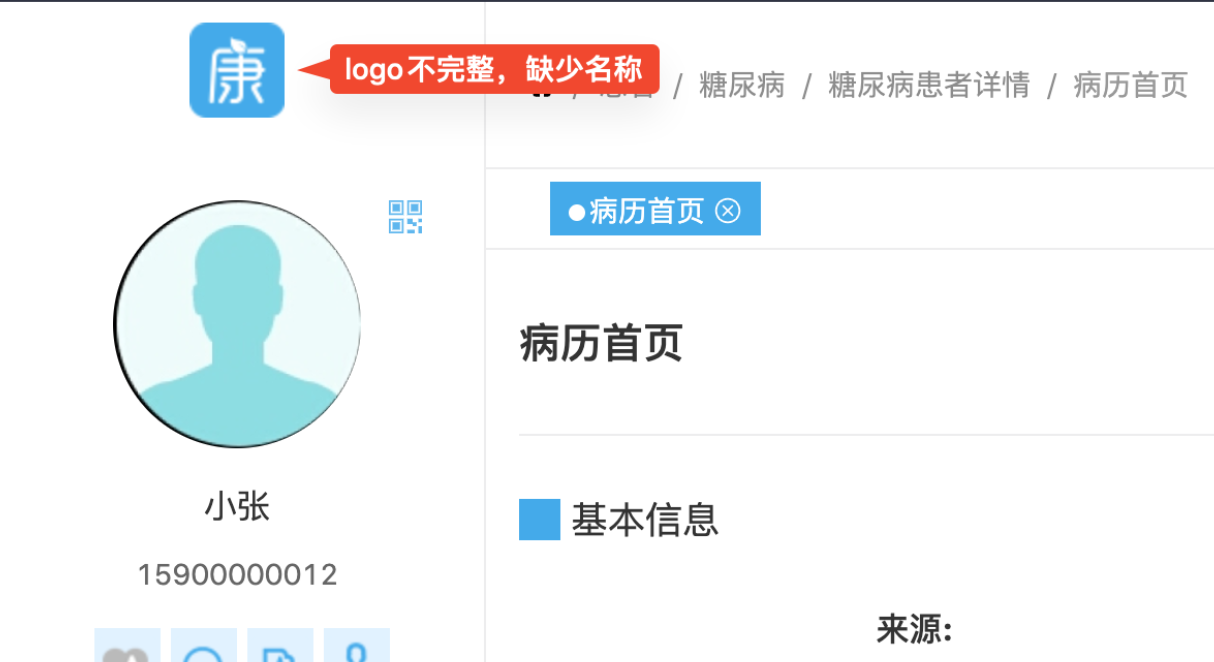 康
logo不完整，缺少名称
/ 糖尿病 / 糖尿病患者详情 / 病历首页
病历首页
病历首页
小张
15900000012
基本信息
来源: